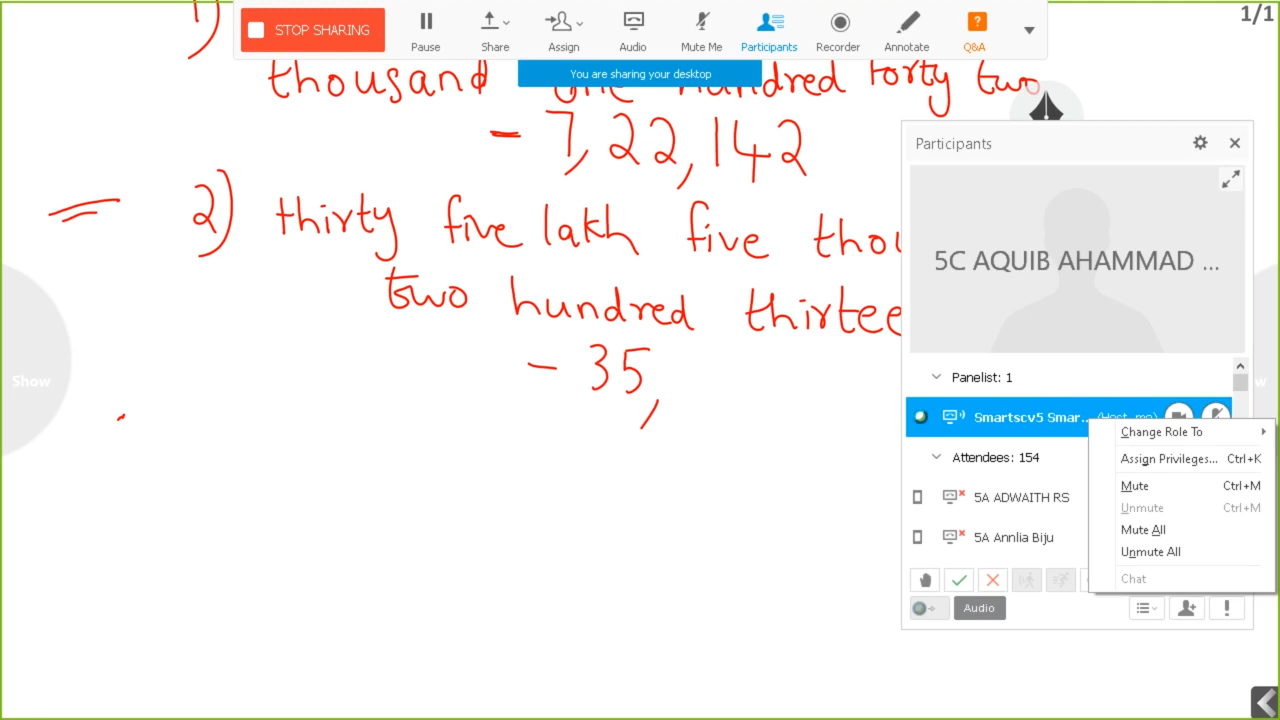 1/1
STOP SHARING
Pause
Share
Assign
Audio
Mute Me
Participants
Recorder
Annotate
Q&A
You are sharing your desktop
1)
thousand one hundred forty two
- 7,22,142
2) thirty five lakh five thou
two hundred thirtee
- 35,
Show
Participants
5C AQUIB AHAMMAD ...
Panelist: 1
Smartscv5 Smar... (Host, me)
Attendees: 154
5A ADWAITH RS
5A Annlia Biju
Audio
Change Role To
Assign Privileges... Ctrl+K
Mute Ctrl+M
Unmute Ctrl+M
Mute All
Unmute All
Chat